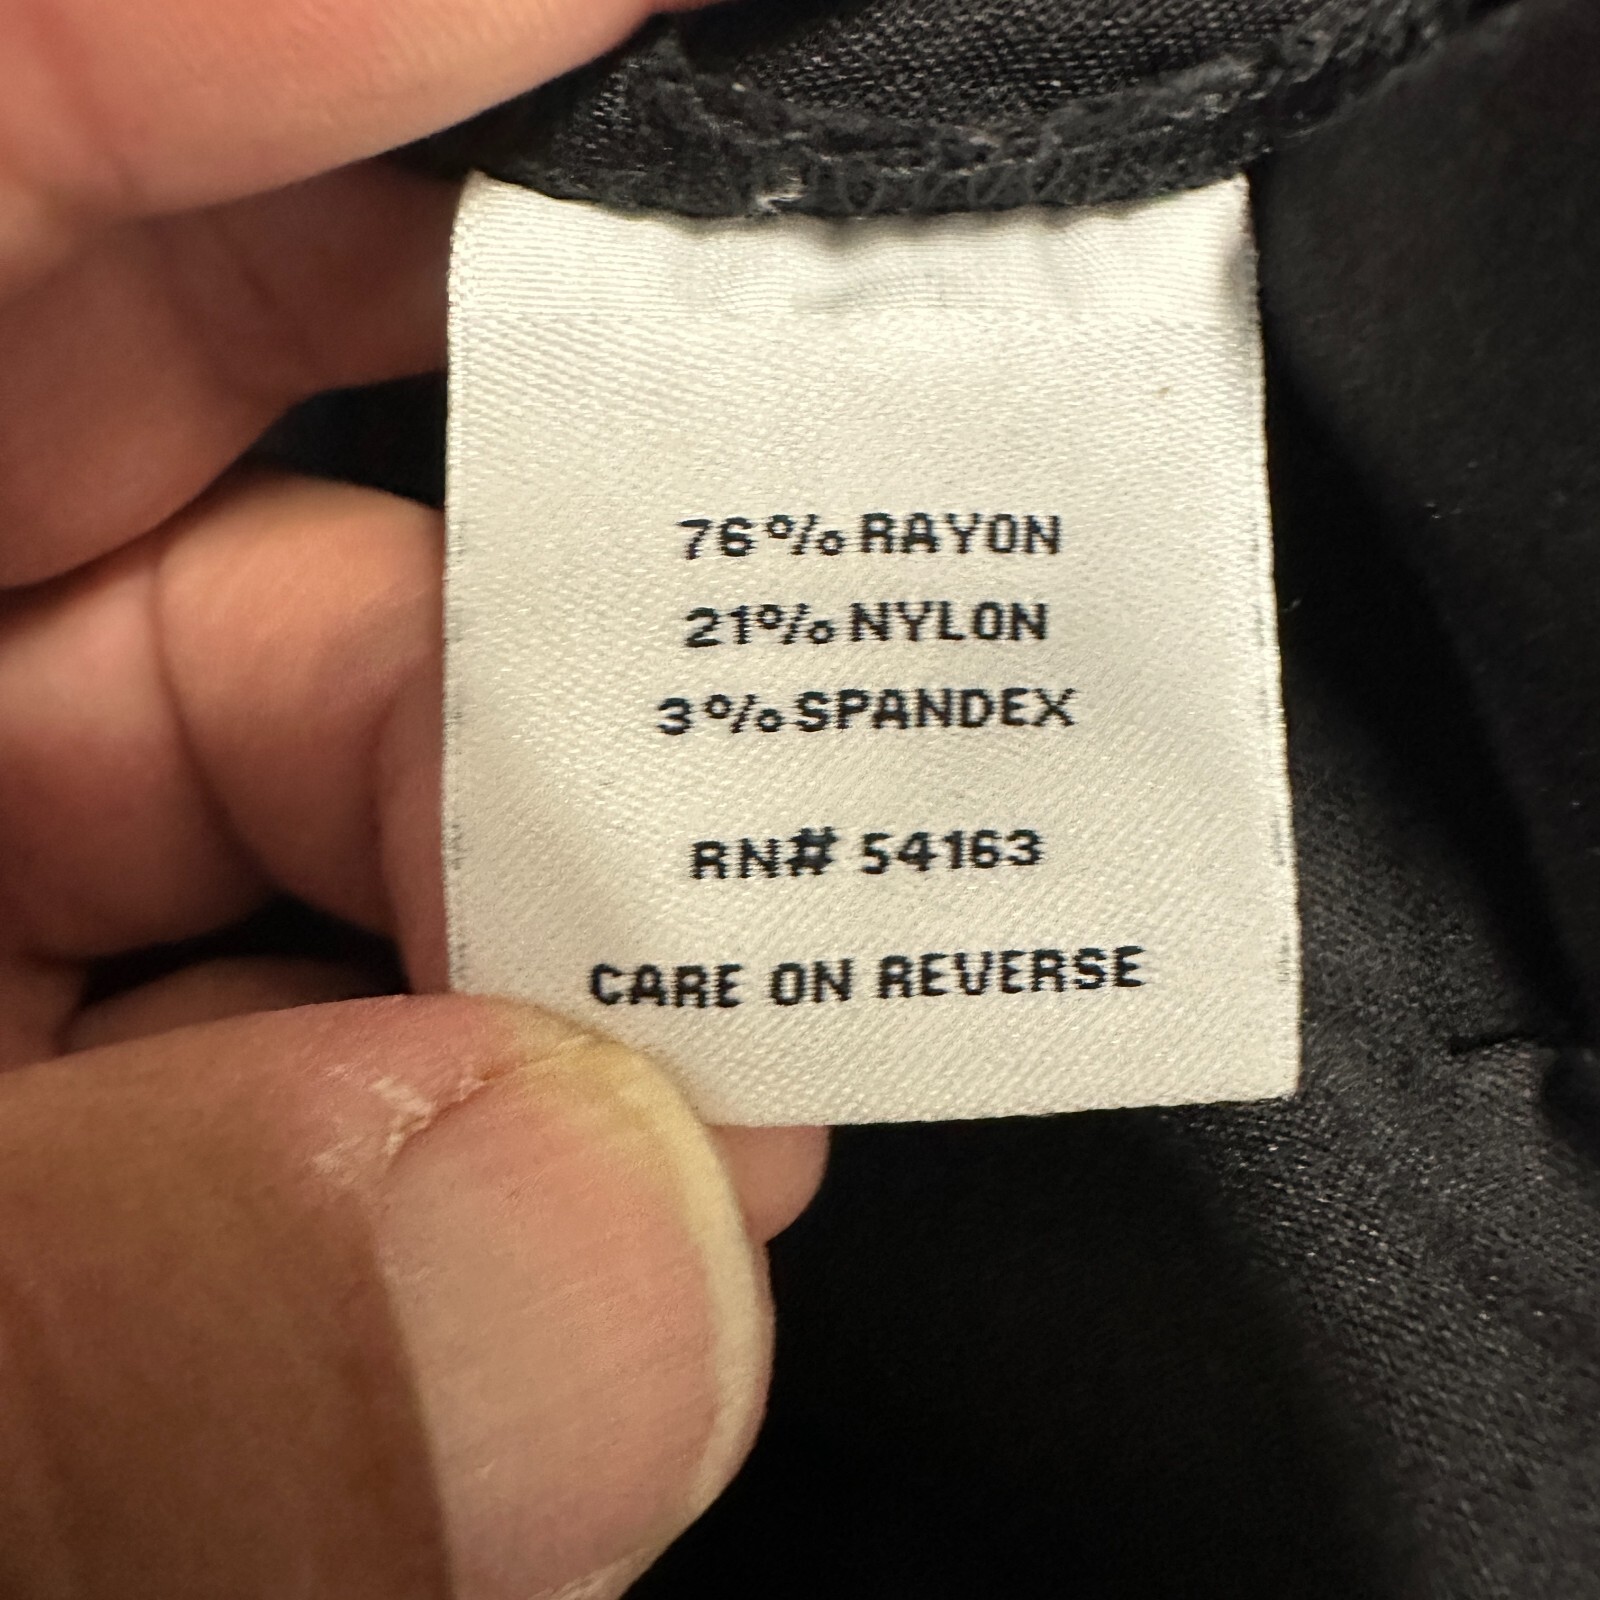 76% RAYON
21% NYLON
3% SPANDEX
RN# 54163
CARE ON REVERSE